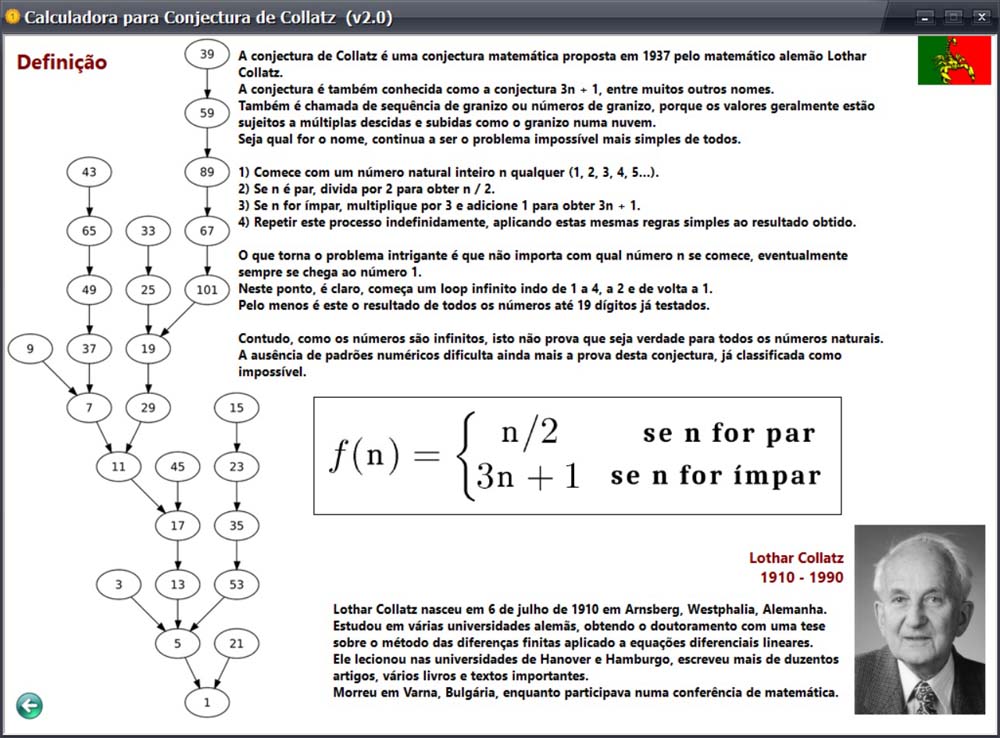 Calculadora para Conjectura de Collatz (v2.0)
Definição
A conjectura de Collatz é uma conjectura matemática proposta em 1937 pelo matemático alemão Lothar
Collatz.
A conjectura é também conhecida como a conjectura 3n + 1, entre muitos outros nomes.
Também é chamada de sequência de granizo ou números de granizo, porque os valores geralmente estão
sujeitos a múltiplas descidas e subidas como o granizo numa nuvem.
Seja qual for o nome, continua a ser o problema impossível mais simples de todos.
1) Comece com um número natural inteiro n qualquer (1, 2, 3, 4, 5...).
2) Se n é par, divida por 2 para obter n / 2.
3) Se n for ímpar, multiplique por 3 e adicione 1 para obter 3n + 1.
4) Repetir este processo indefinidamente, aplicando estas mesmas regras simples ao resultado obtido.
O que torna o problema intrigante é que não importa com qual número n se comece, eventualmente
sempre se chega ao número 1.
Neste ponto, é claro, começa um loop infinito indo de 1 a 4, a 2 e de volta a 1.
Pelo menos é este o resultado de todos os números até 19 dígitos já testados.
Contudo, como os números são infinitos, isto não prova que seja verdade para todos os números naturais.
A ausência de padrões numéricos dificulta ainda mais a prova desta conjectura, já classificada como
impossível.
39
59
43 89
65 33 67
49 25 101
9 37 19
7 29 15
11 45 23
17 35
3 13 53
5 21
1
f(n) = { n/2 se n for par
3n + 1 se n for ímpar
Lothar Collatz
1910 - 1990
Lothar Collatz nasceu em 6 de julho de 1910 em Arnsberg, Westphalia, Alemanha.
Estudou em várias universidades alemãs, obtendo o doutoramento com uma tese
sobre o método das diferenças finitas aplicado a equações diferenciais lineares.
Ele lecionou nas universidades de Hanover e Hamburgo, escreveu mais de duzentos
artigos, vários livros e textos importantes.
Morreu em Varna, Bulgária, enquanto participava numa conferência de matemática.